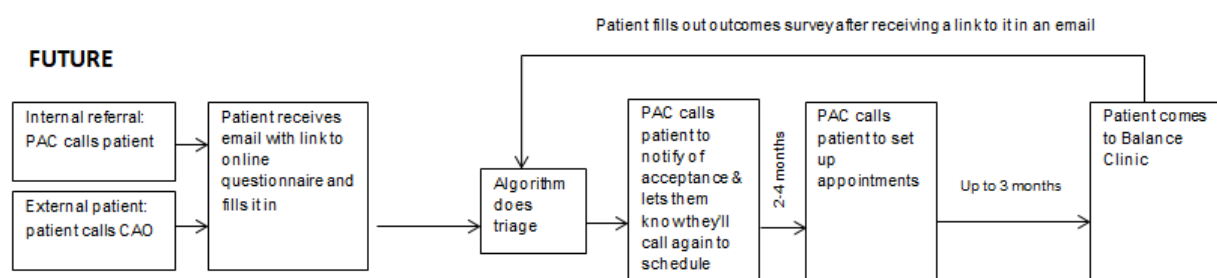 Patient fills out outcomes survey after receiving a link to it in an email
FUTURE
Internal referral:
PAC calls patient
External patient:
patient calls CAO
Patient receives
email with link to
online
questionnaire and
fills it in
Algorithm
does
triage
PAC calls
patient to
notify of
acceptance &
lets them
knowthey'll
call again to
schedule
2-4 months
PAC calls
patient to set
up
appointments
Up to 3 months
Patient comes
to Balance
Clinic